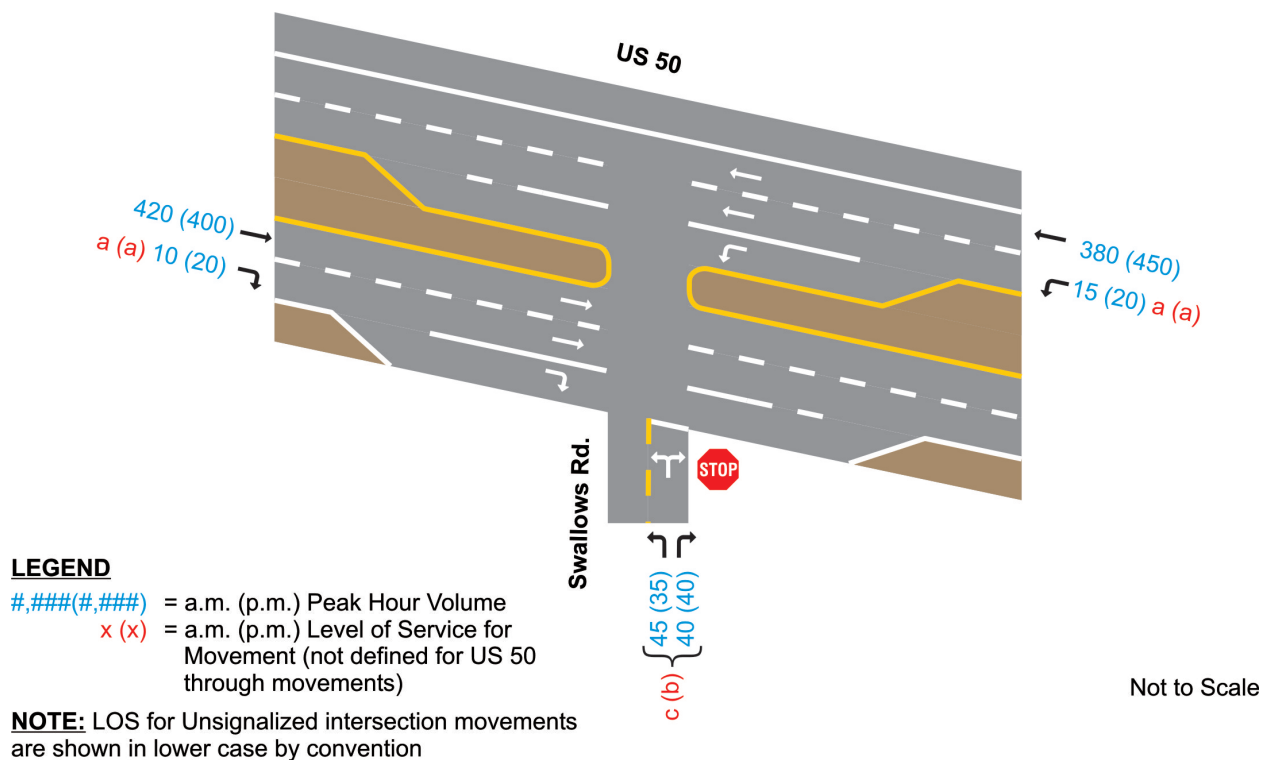 US 50
420 (400)
a (a) 10 (20)
380 (450)
15 (20) a (a)
Swallows Rd.
STOP
45 (35)
40 (40)
c (b)
LEGEND
#,###(#,###) = a.m. (p.m.) Peak Hour Volume
x (x) = a.m. (p.m.) Level of Service for
Movement (not defined for US 50
through movements)
NOTE: LOS for Unsignalized intersection movements
are shown in lower case by convention
Not to Scale